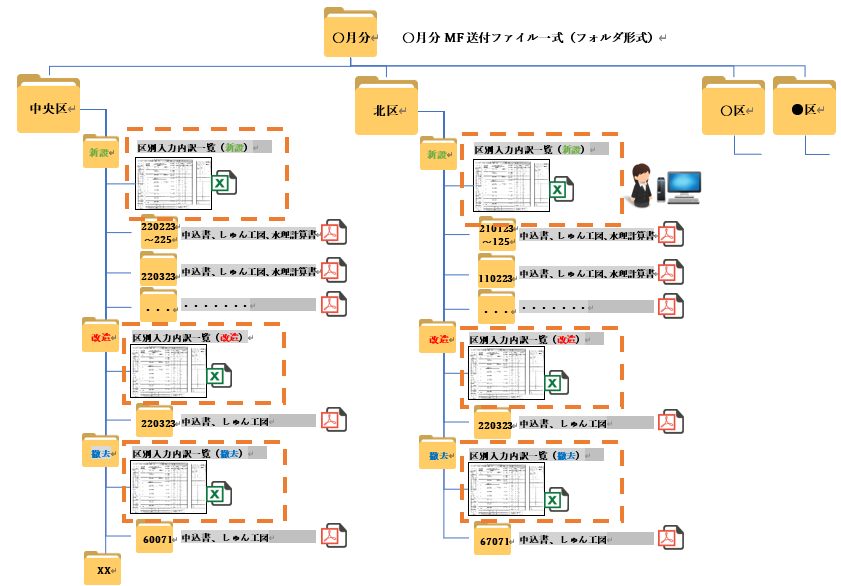 〇月分
〇月分 MF 送付ファイル一式（フォルダ形式）
中央区
北区
〇区
●区
新設
区別入力内訳一覧（新設）
220223
～225
申込書、しゅん工図、水理計算書
220323
申込書、しゅん工図、水理計算書
・・・
・・・・・・・
改造
区別入力内訳一覧（改造）
220323
申込書、しゅん工図
撤去
区別入力内訳一覧（撤去）
60071
申込書、しゅん工図
XX
新設
区別入力内訳一覧（新設）
210123
～125
申込書、しゅん工図、水理計算書
110223
申込書、しゅん工図、水理計算書
・・・
・・・・・・・
改造
区別入力内訳一覧（改造）
220323
申込書、しゅん工図
撤去
区別入力内訳一覧（撤去）
67071
申込書、しゅん工図